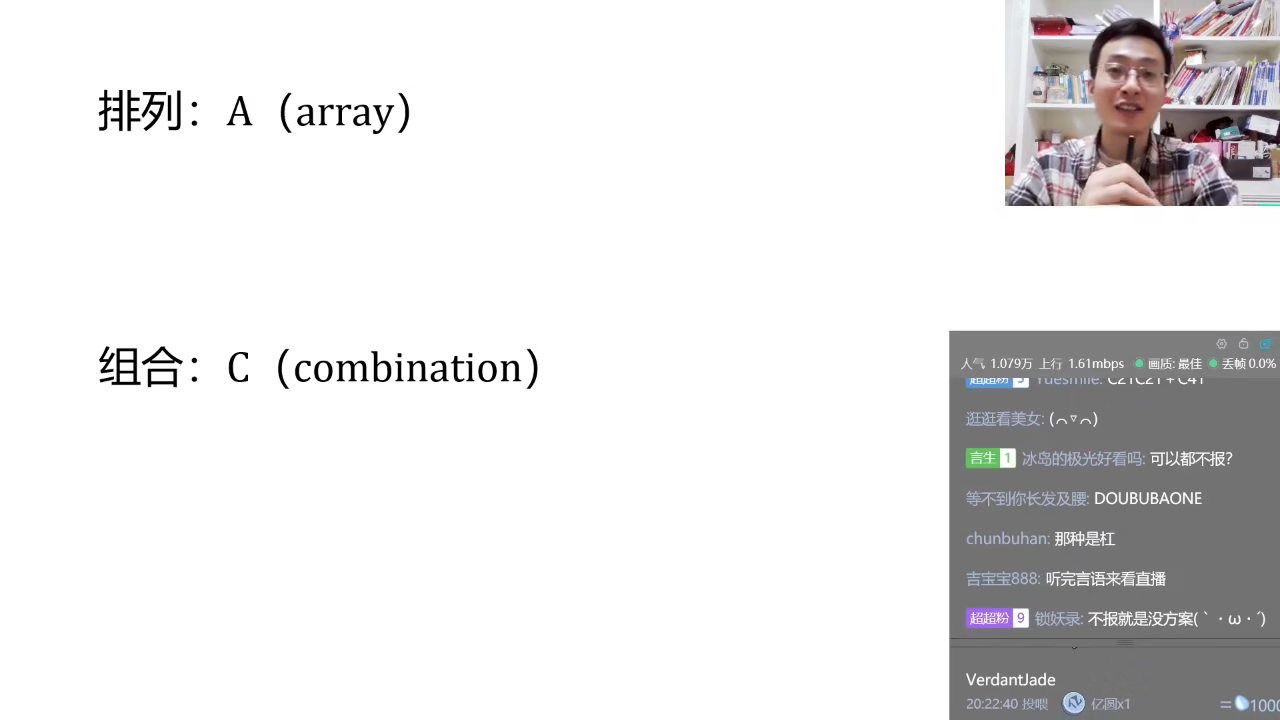 排列：A（array）
组合：C（combination）
人气 1.079万 上行 1.61mbps 画质: 最佳 丢帧 0.0%
超超粉 5 Yuesmile: C21C21 + C41
逛逛看美女: (⌒▿⌒)
言生 1 冰岛的极光好看吗: 可以都不报?
等不到你长发及腰: DOUBUBAONE
chunbuhan: 那种是杠
吉宝宝888: 听完言语来看直播
超超粉 9 锁妖录: 不报就是没方案(｀・ω・´)
VerdantJade
20:22:40 投喂 亿圆x1 = 1000